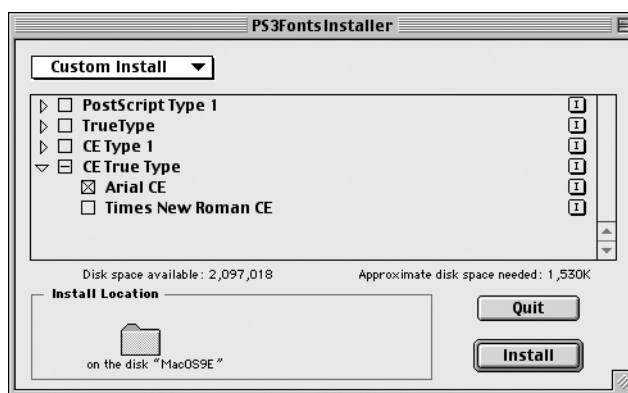 PS3FontsInstaller
Custom Install
PostScript Type 1
TrueType
CE Type 1
CE True Type
Arial CE
Times New Roman CE
Disk space available: 2,097,018 Approximate disk space needed: 1,530K
Install Location
on the disk “MacOS9E”
Quit
Install